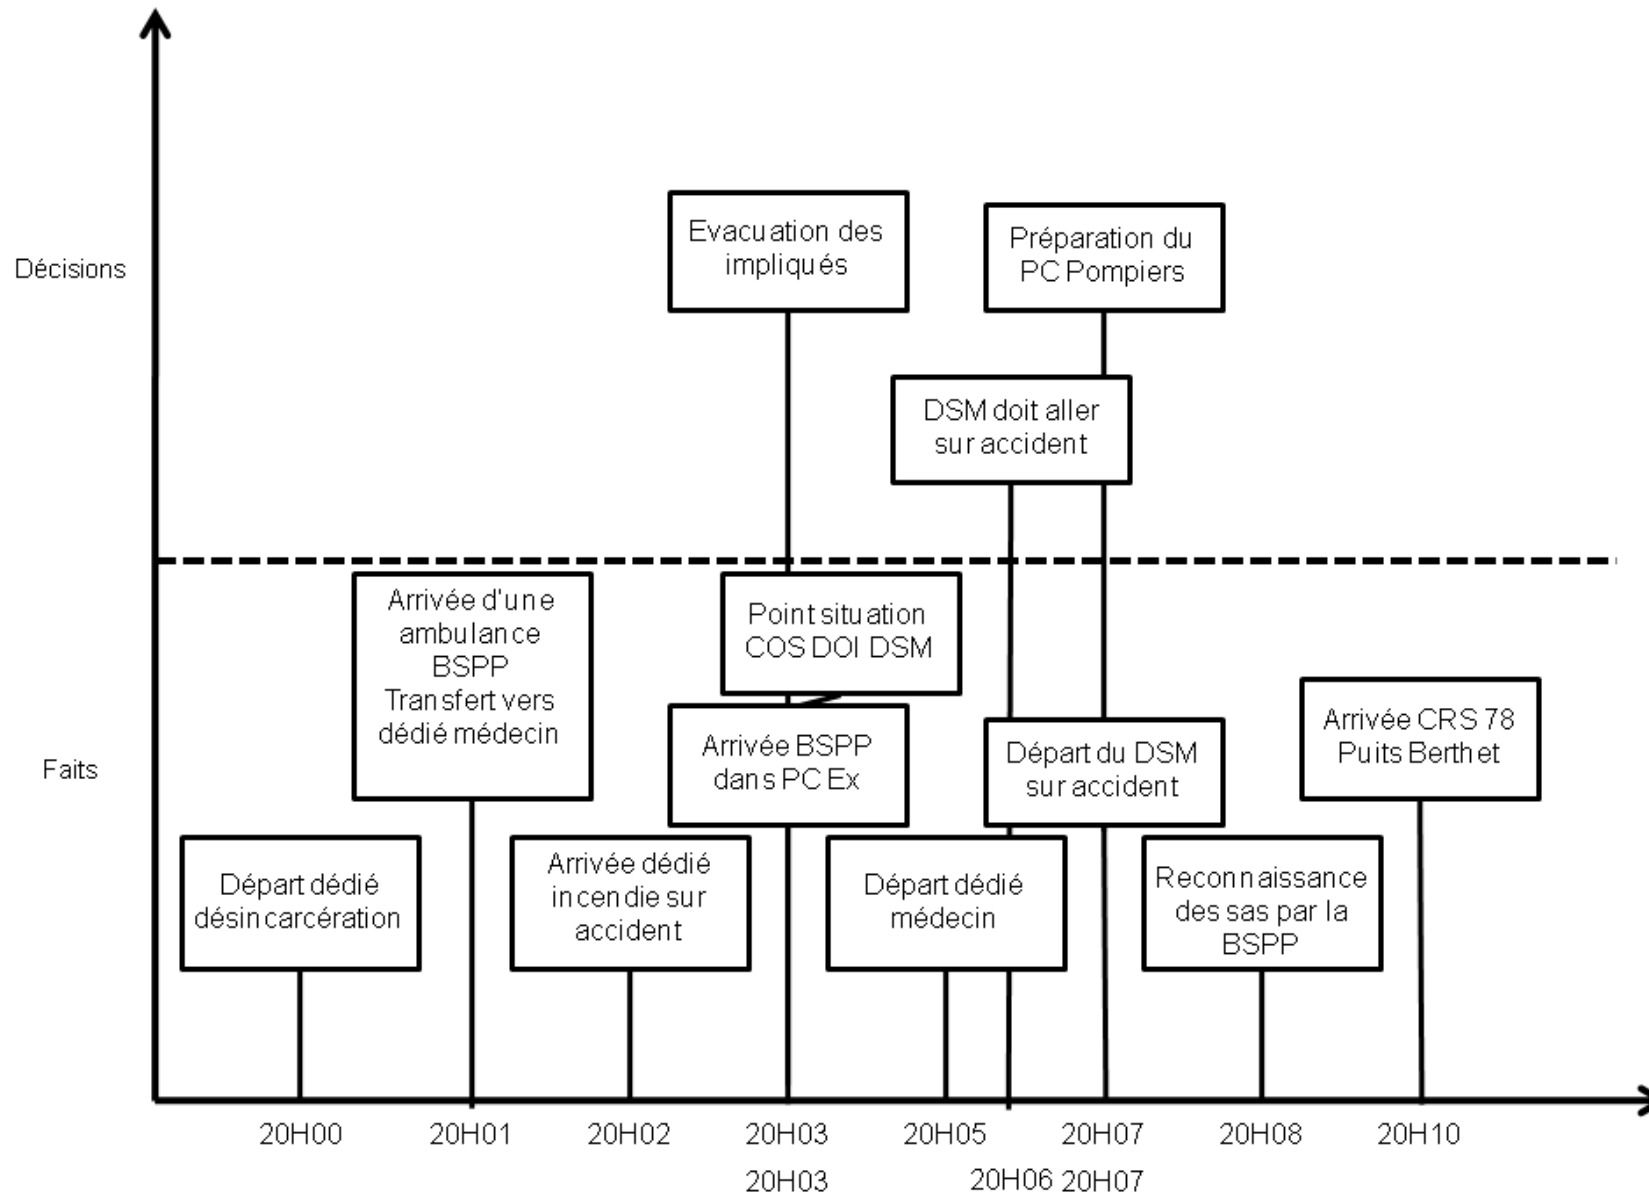 Décisions
Evacuation des
impliqués
Préparation du
PC Pompiers
DSM doit aller
sur accident
Faits
Arrivée d'une
ambulance
BSPP
Transfert vers
dédié médecin
Point situation
COS DOI DSM
Arrivée BSPP
dans PC Ex
Départ du DSM
sur accident
Arrivée CRS 78
Puits Berthet
Départ dédié
désincarcération
Arrivée dédié
incendie sur
accident
Départ dédié
médecin
Reconnaissance
des sas par la
BSPP
20H00 20H01 20H02 20H03 20H05 20H07 20H08 20H10
20H03 20H06 20H07